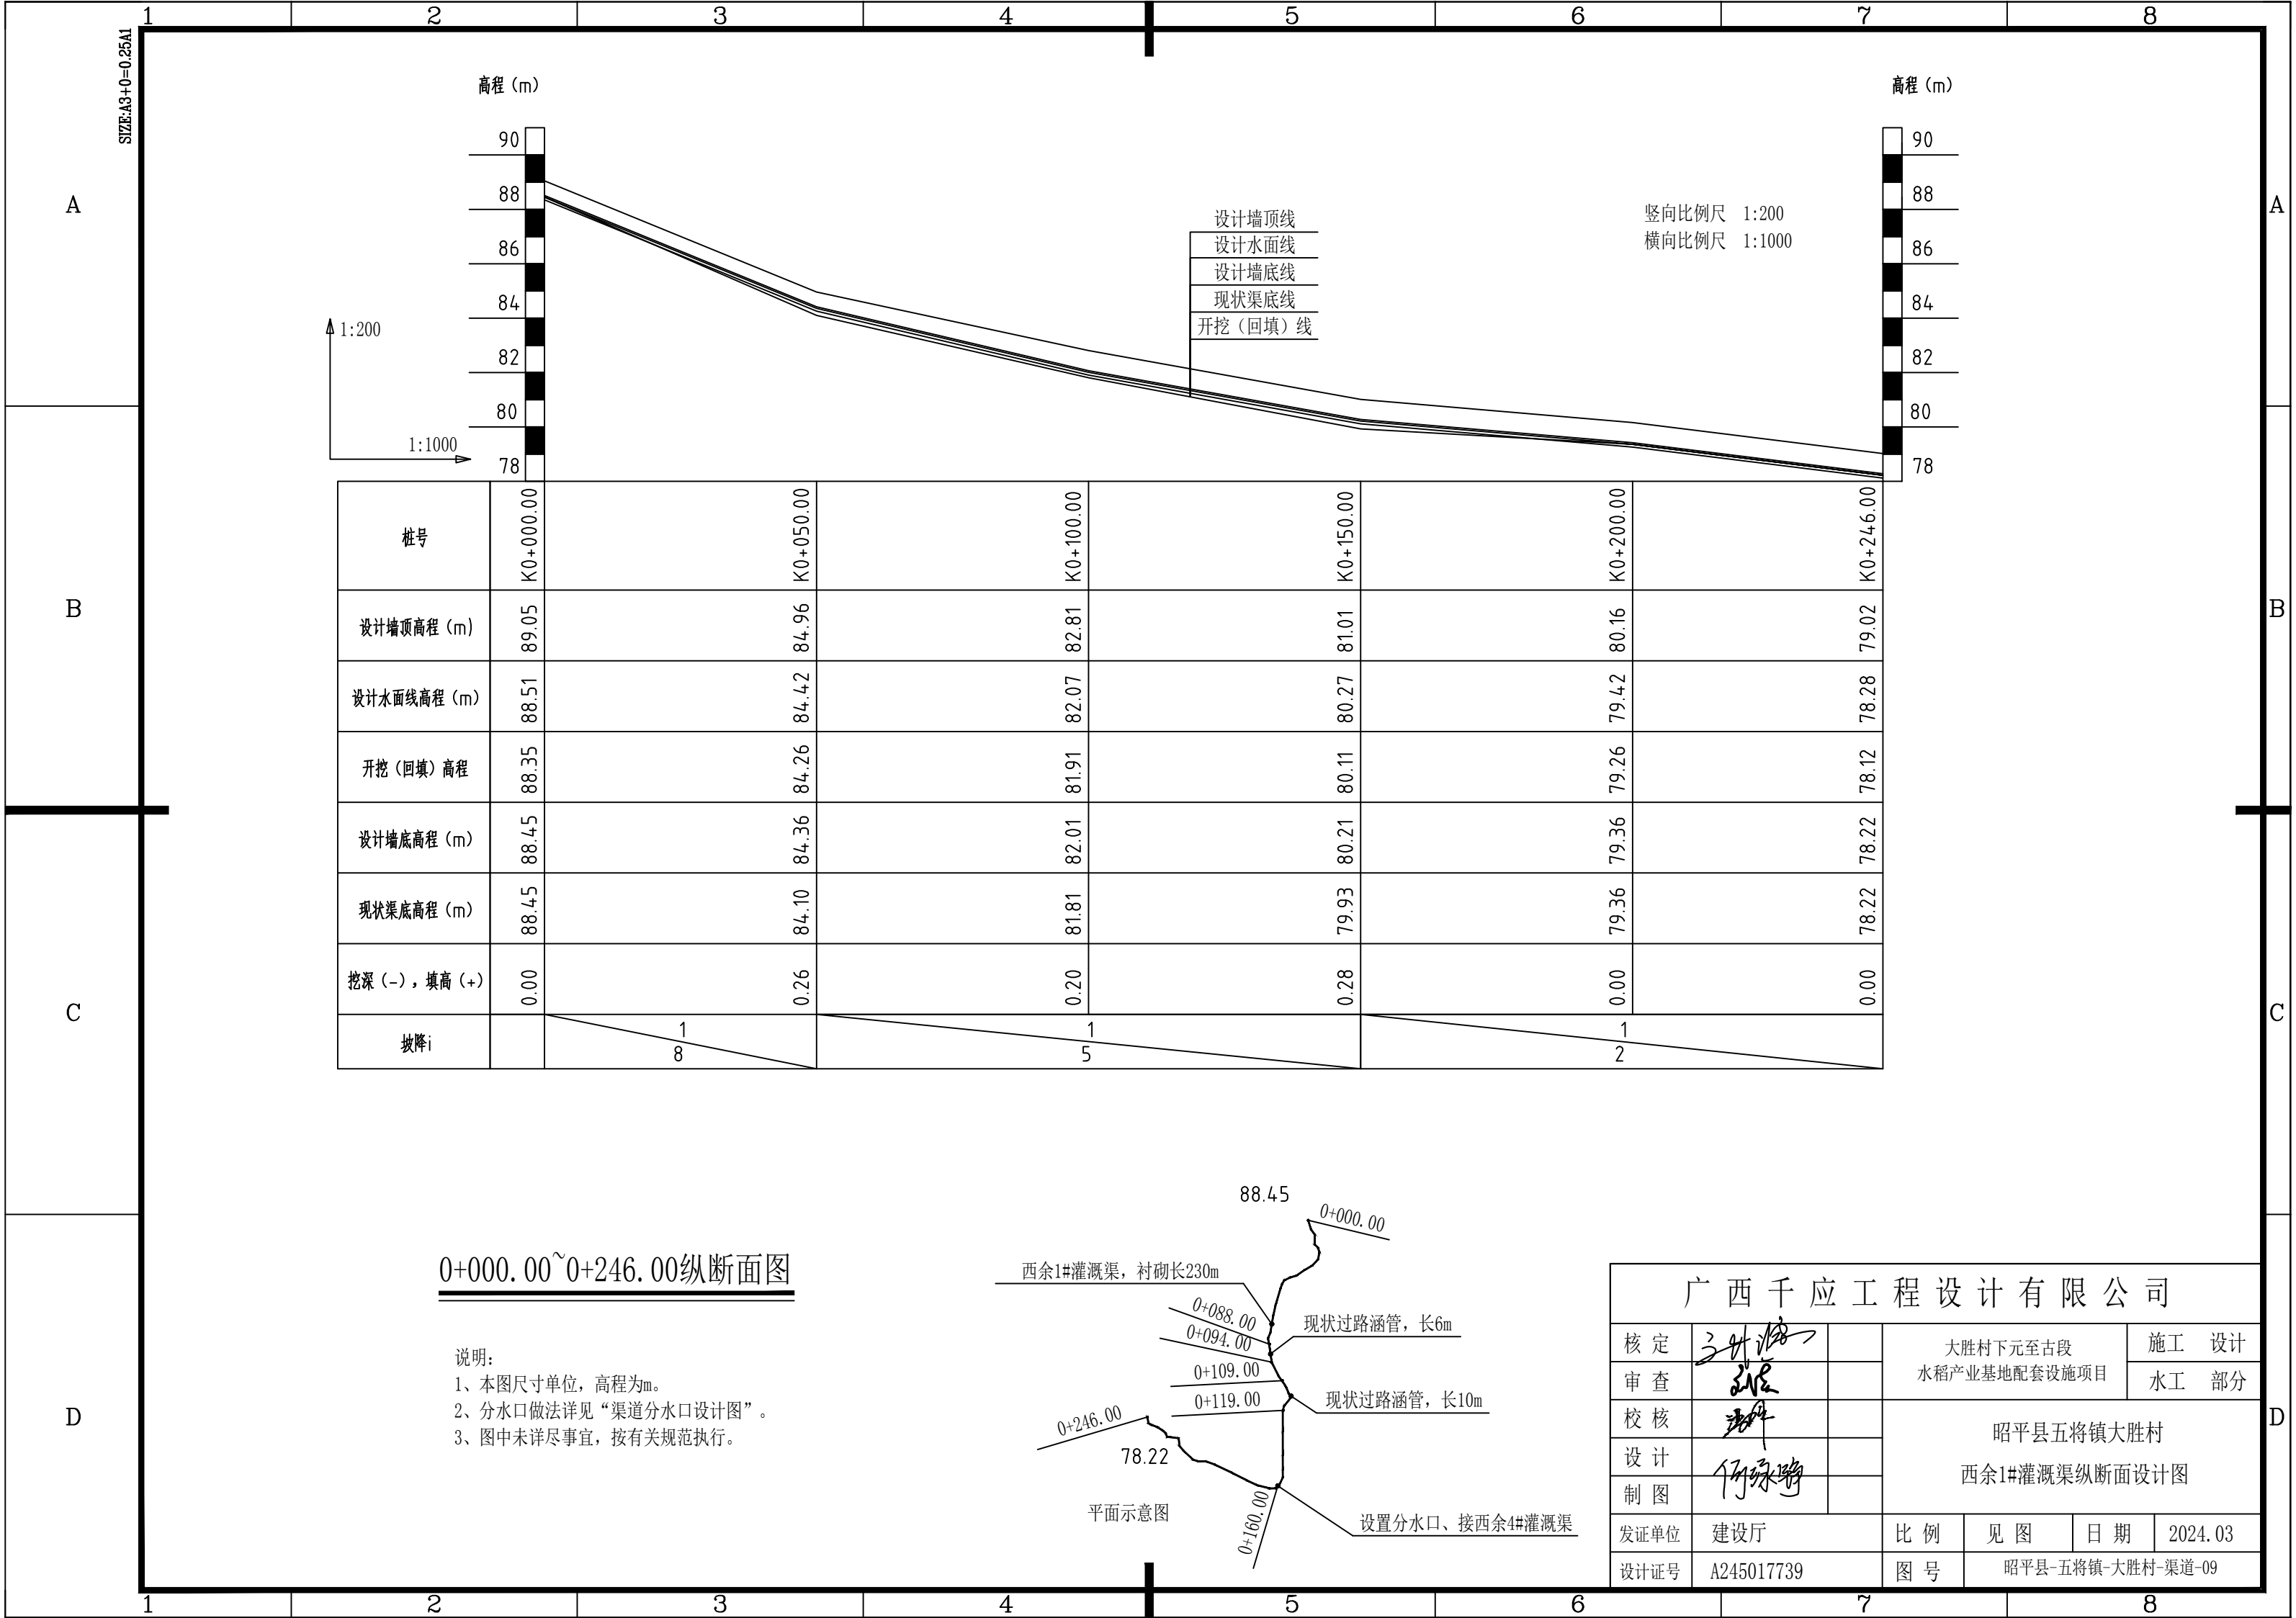 1 2 3 4 5 6 7 8
SIZE:A3+0=0.25A1
高程（m） 高程（m）
90 90
88 88
86 86
84 84
82 82
80 80
78 78
A A
B B
C C
D D
1:200
1:1000
设计墙顶线
设计水面线
设计墙底线
现状渠底线
开挖（回填）线
竖向比例尺 1:200
横向比例尺 1:1000
桩号 K0+000.00 K0+050.00 K0+100.00 K0+150.00 K0+200.00 K0+246.00
设计墙顶高程（m） 89.05 84.96 82.81 81.01 80.16 79.02
设计水面线高程（m） 88.51 84.42 82.07 80.27 79.42 78.28
开挖（回填）高程 88.35 84.26 81.91 80.11 79.26 78.12
设计墙底高程（m） 88.45 84.36 82.01 80.21 79.36 78.22
现状渠底高程（m） 88.45 84.10 81.81 79.93 79.36 78.22
挖深（-），填高（+） 0.00 0.26 0.20 0.28 0.00 0.00
坡降i 1 8 1 5 1 2
0+000.00~0+246.00纵断面图
说明:
1、本图尺寸单位，高程为m。
2、分水口做法详见“渠道分水口设计图”。
3、图中未详尽事宜，按有关规范执行。
88.45
0+000.00
西余1#灌溉渠，衬砌长230m
0+088.00
0+094.00
现状过路涵管，长6m
0+109.00
0+119.00
现状过路涵管，长10m
0+246.00
78.22
平面示意图
0+160.00
设置分水口、接西余4#灌溉渠
广西千应工程设计有限公司
核定
审查
校核
设计
制图
大胜村下元至古段
水稻产业基地配套设施项目
施工 设计
水工 部分
昭平县五将镇大胜村
西余1#灌溉渠纵断面设计图
发证单位 建设厅 比例 见图 日期 2024.03
设计证号 A245017739 图号 昭平县-五将镇-大胜村-渠道-09
1 2 3 4 5 6 7 8